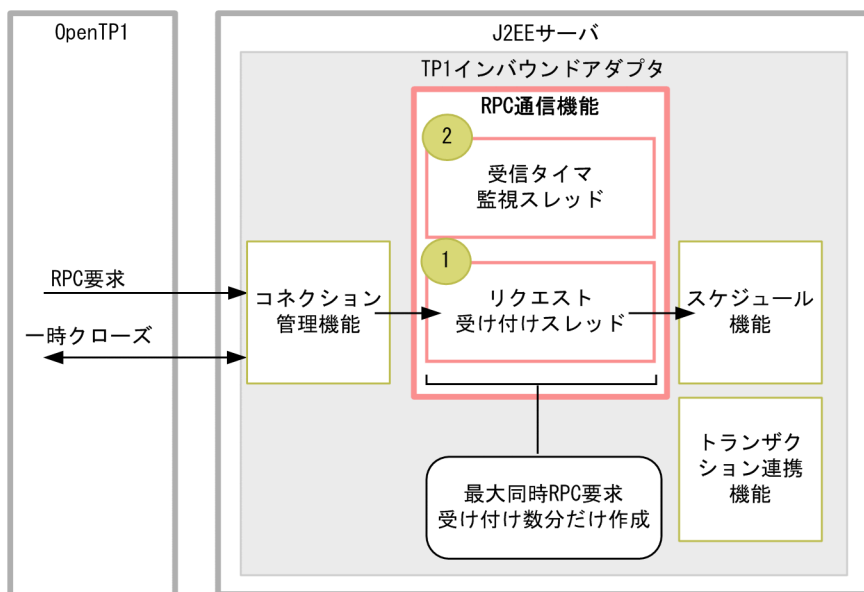 OpenTP1
J2EEサーバ
TP1インバウンドアダプタ
RPC通信機能
2
受信タイマ
監視スレッド
1
RPC要求
一時クローズ
コネクション
管理機能
リクエスト
受け付けスレッド
スケジュール
機能
トランザク
ション連携
機能
最大同時RPC要求
受け付け数分だけ作成